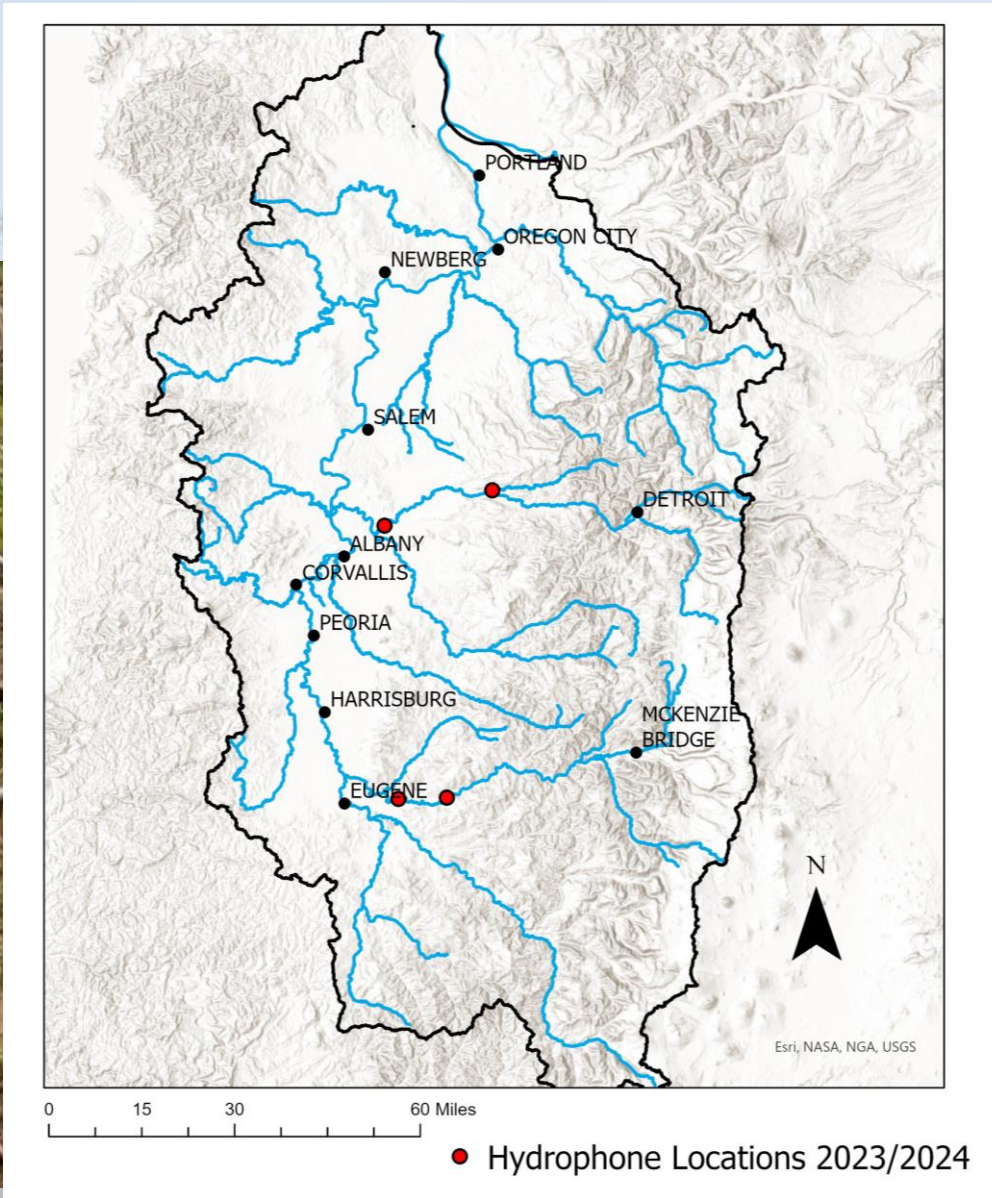 PORTLAND
OREGON CITY
NEWBERG
SALEM
DETROIT
ALBANY
CORVALLIS
PEORIA
HARRISBURG
MCKENZIE
BRIDGE
EUGENE
N
Esri, NASA, NGA, USGS
0 15 30 60 Miles
Hydrophone Locations 2023/2024